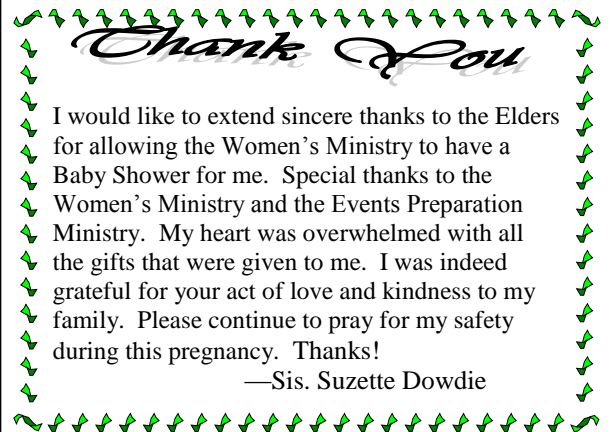 Thank You
I would like to extend sincere thanks to the Elders
for allowing the Women's Ministry to have a
Baby Shower for me.  Special thanks to the
Women's Ministry and the Events Preparation
Ministry.  My heart was overwhelmed with all
the gifts that were given to me.  I was indeed
grateful for your act of love and kindness to my
family.  Please continue to pray for my safety
during this pregnancy.  Thanks!
—Sis. Suzette Dowdie